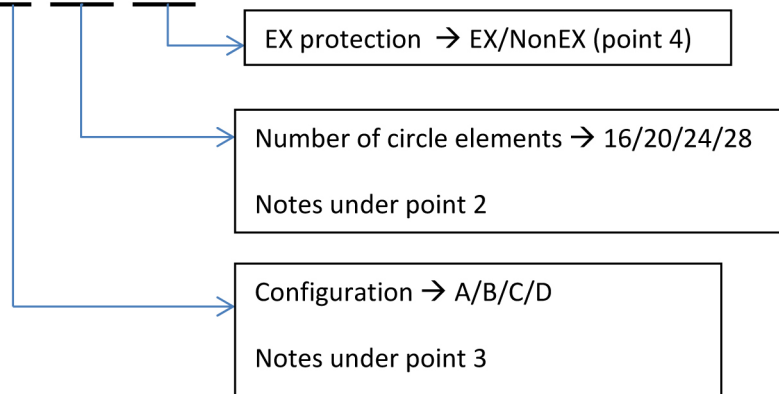 EX protection → EX/NonEX (point 4)
Number of circle elements → 16/20/24/28
Notes under point 2
Configuration → A/B/C/D
Notes under point 3